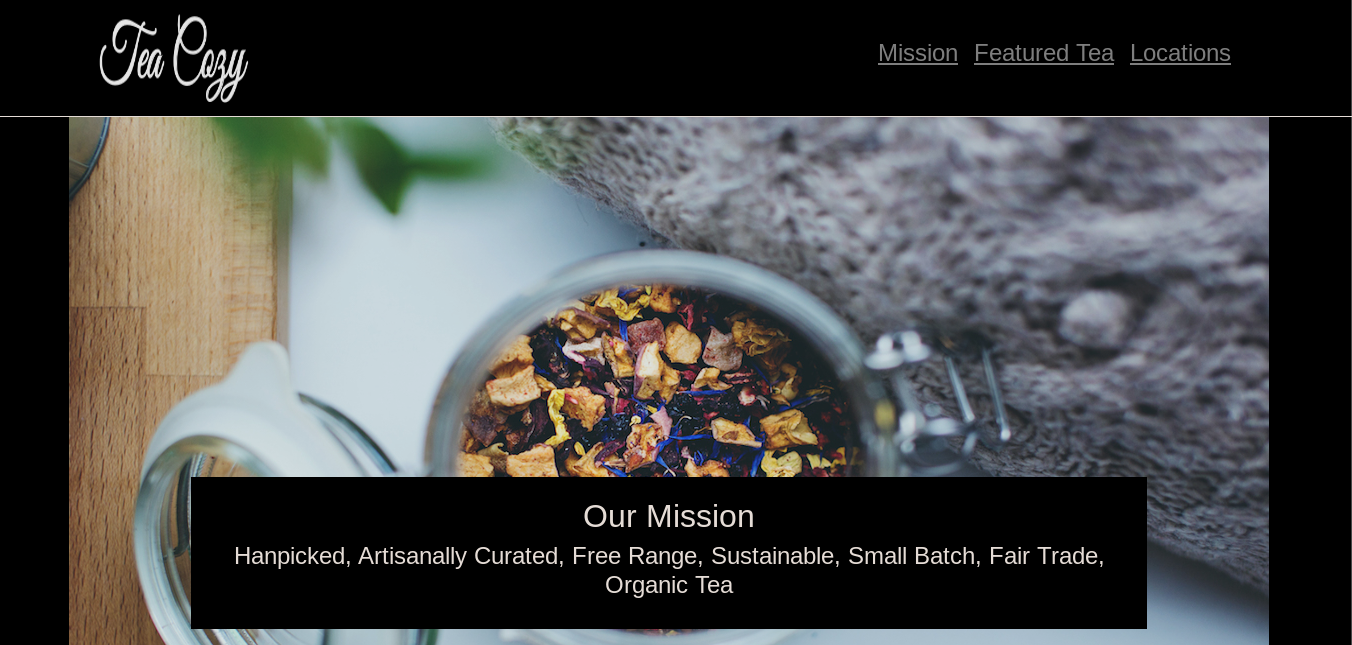 Tea Cozy
Mission Featured Tea Locations
Our Mission
Hanpicked, Artisanally Curated, Free Range, Sustainable, Small Batch, Fair Trade,
Organic Tea